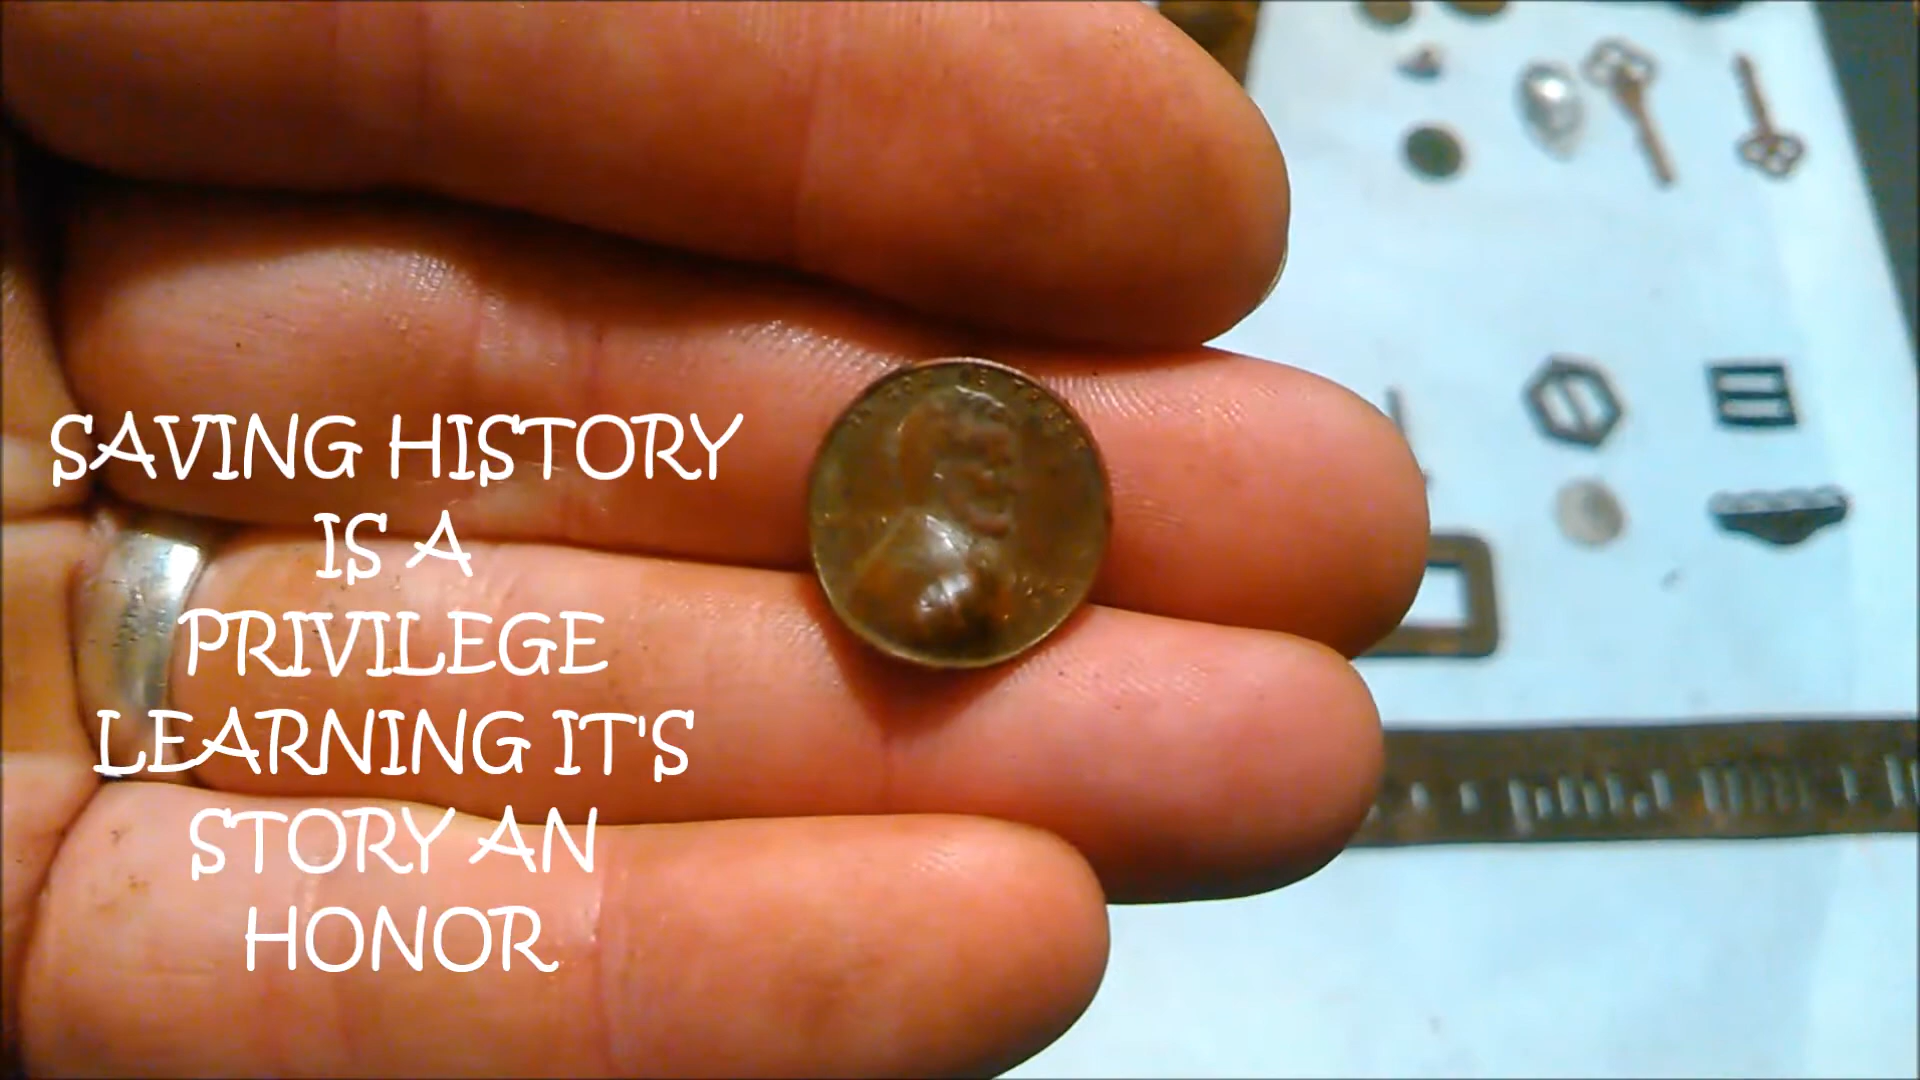 SAVING HISTORY
IS A
PRIVILEGE
LEARNING IT'S
STORY AN
HONOR